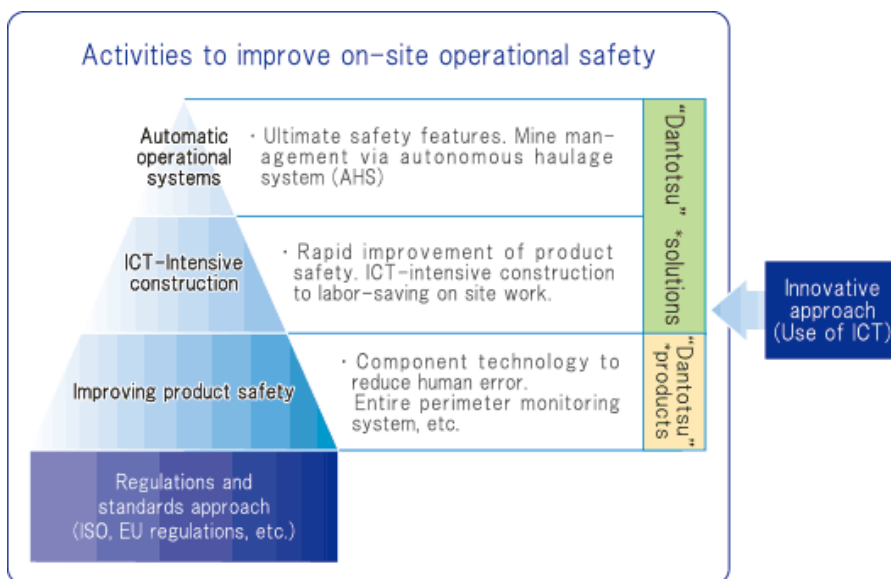 Activities to improve on-site operational safety
Automatic
operational
systems
· Ultimate safety features. Mine man-
agement via autonomous haulage
system (AHS)
ICT-Intensive
construction
· Rapid improvement of product
safety. ICT-intensive construction
to labor-saving on site work.
Improving product safety
· Component technology to
reduce human error.
Entire perimeter monitoring
system, etc.
Regulations and
standards approach
(ISO, EU regulations, etc.)
“Dantotsu” *solutions
“Dantotsu”
*products
Innovative
approach
(Use of ICT)